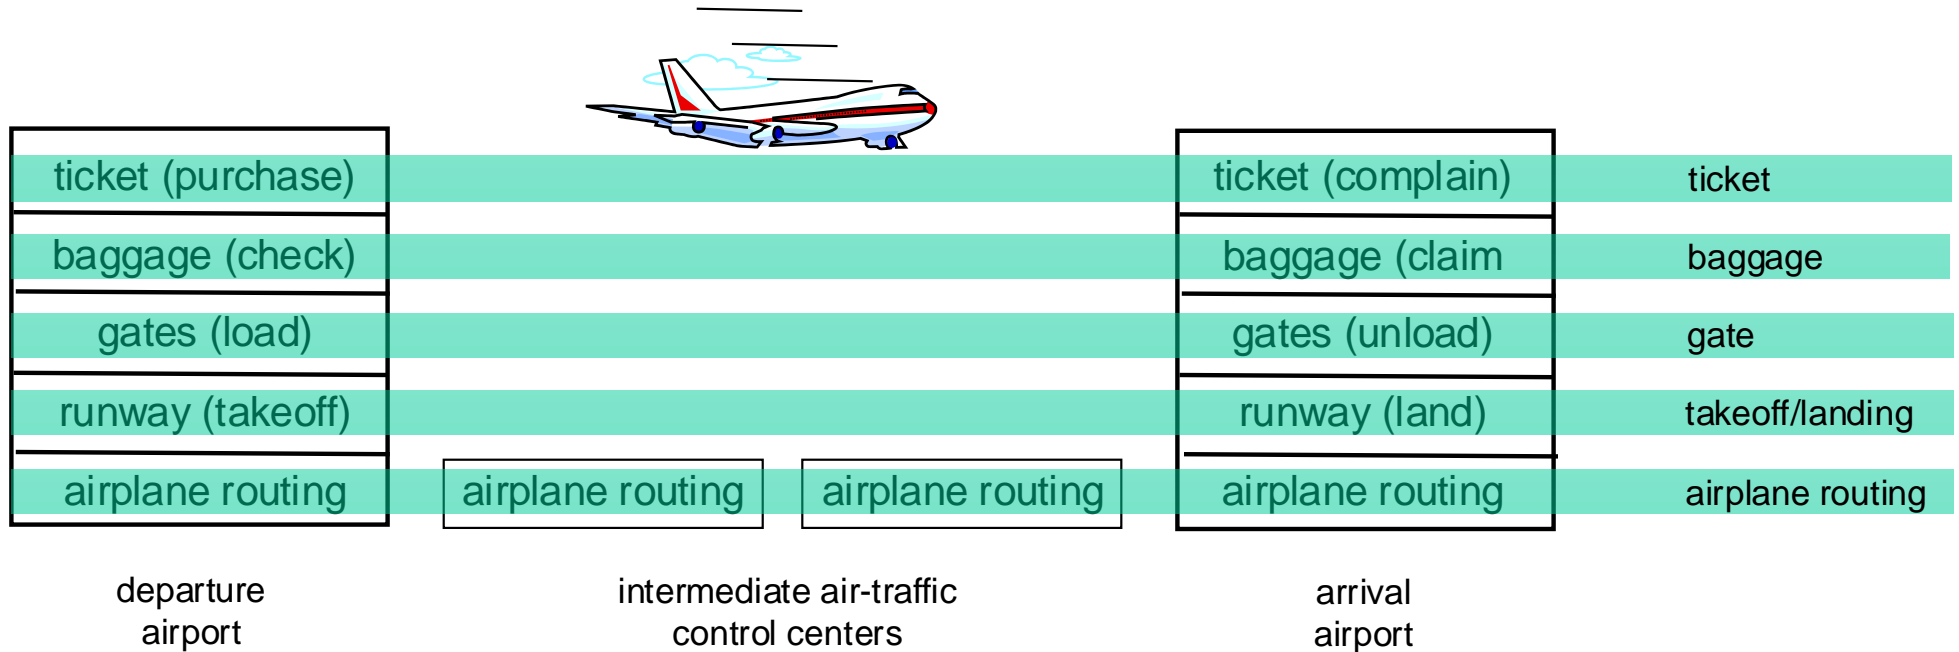 ticket (purchase)
ticket (complain)
ticket
baggage (check)
baggage (claim
baggage
gates (load)
gates (unload)
gate
runway (takeoff)
runway (land)
takeoff/landing
airplane routing
airplane routing
airplane routing
airplane routing
airplane routing
departure
airport
intermediate air-traffic
control centers
arrival
airport